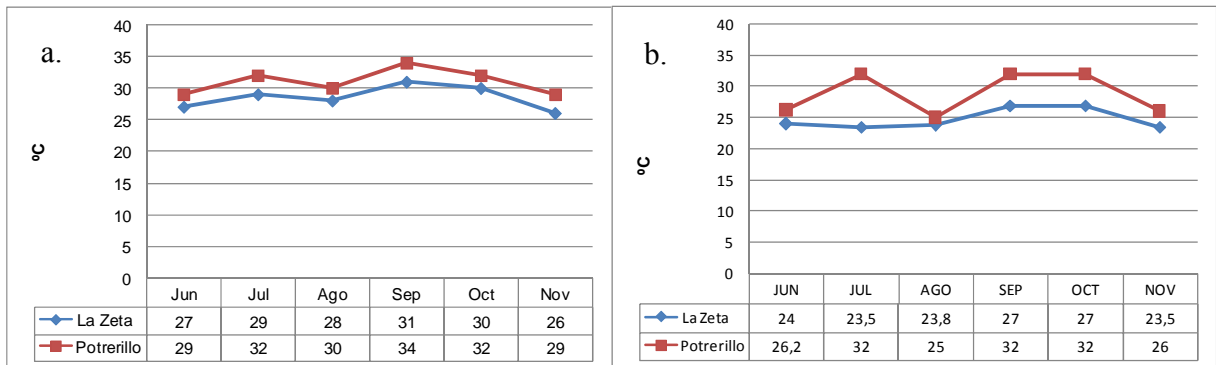 a.
ºC
40
35
30
25
20
15
10
5
0
Jun Jul Ago Sep Oct Nov
La Zeta 27 29 28 31 30 26
Potrerillo 29 32 30 34 32 29
b.
ºC
40
35
30
25
20
15
10
5
0
JUN JUL AGO SEP OCT NOV
La Zeta 24 23,5 23,8 27 27 23,5
Potrerillo 26,2 32 25 32 32 26